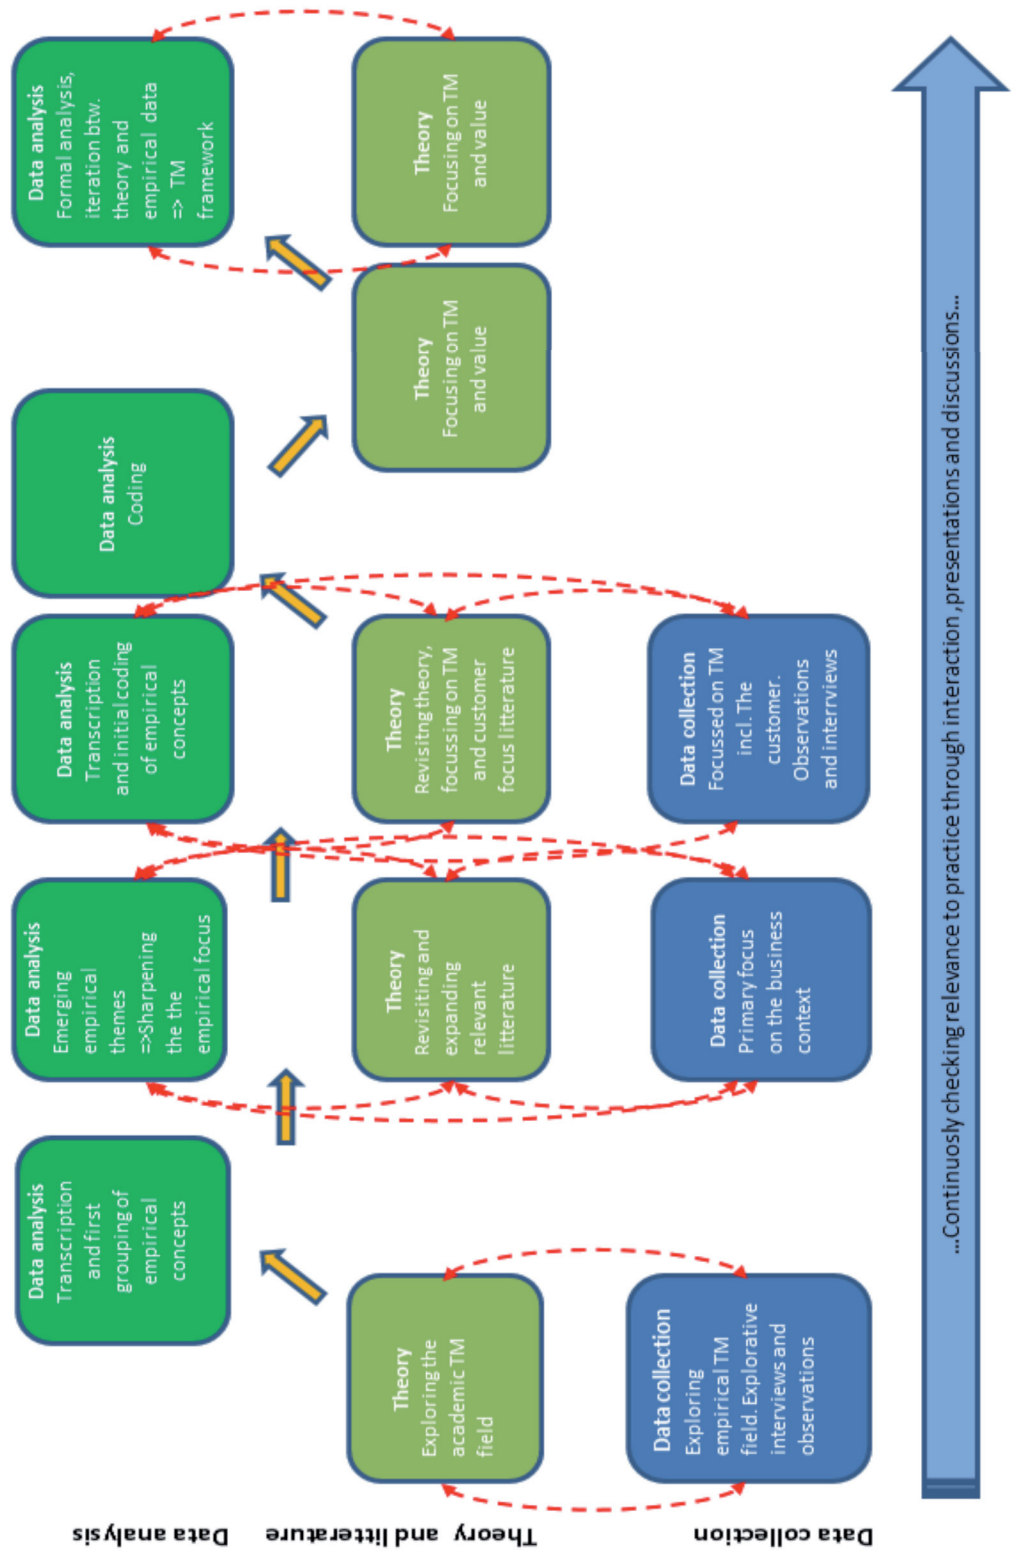 Data analysis
Data analysis
Transcription
and first
grouping of
empirical
concepts
Data analysis
Emerging
empirical
themes
=>Sharpening
the the
empirical focus
Data analysis
Transcription
and initial coding
of empirical
concepts
Data analysis
Coding
Data analysis
Formal analysis,
iteration btw.
theory and
empirical data
=> TM
framework
Theory and litterature
Theory
Exploring the
academic TM
field
Theory
Revisiting and
expanding
relevant
litterature
Theory
Revisitng theory,
focussing on TM
and customer
focus litterature
Theory
Focusing on TM
and value
Theory
Focusing on TM
and value
Data collection
Data collection
Exploring
empirical TM
field. Explorative
interviews and
observations
Data collection
Primary focus
on the business
context
Data collection
Focussed on TM
incl. The
customer.
Observations
and interrviews
...Continuosly checking relevance to practice through interaction, presentations and discussions...